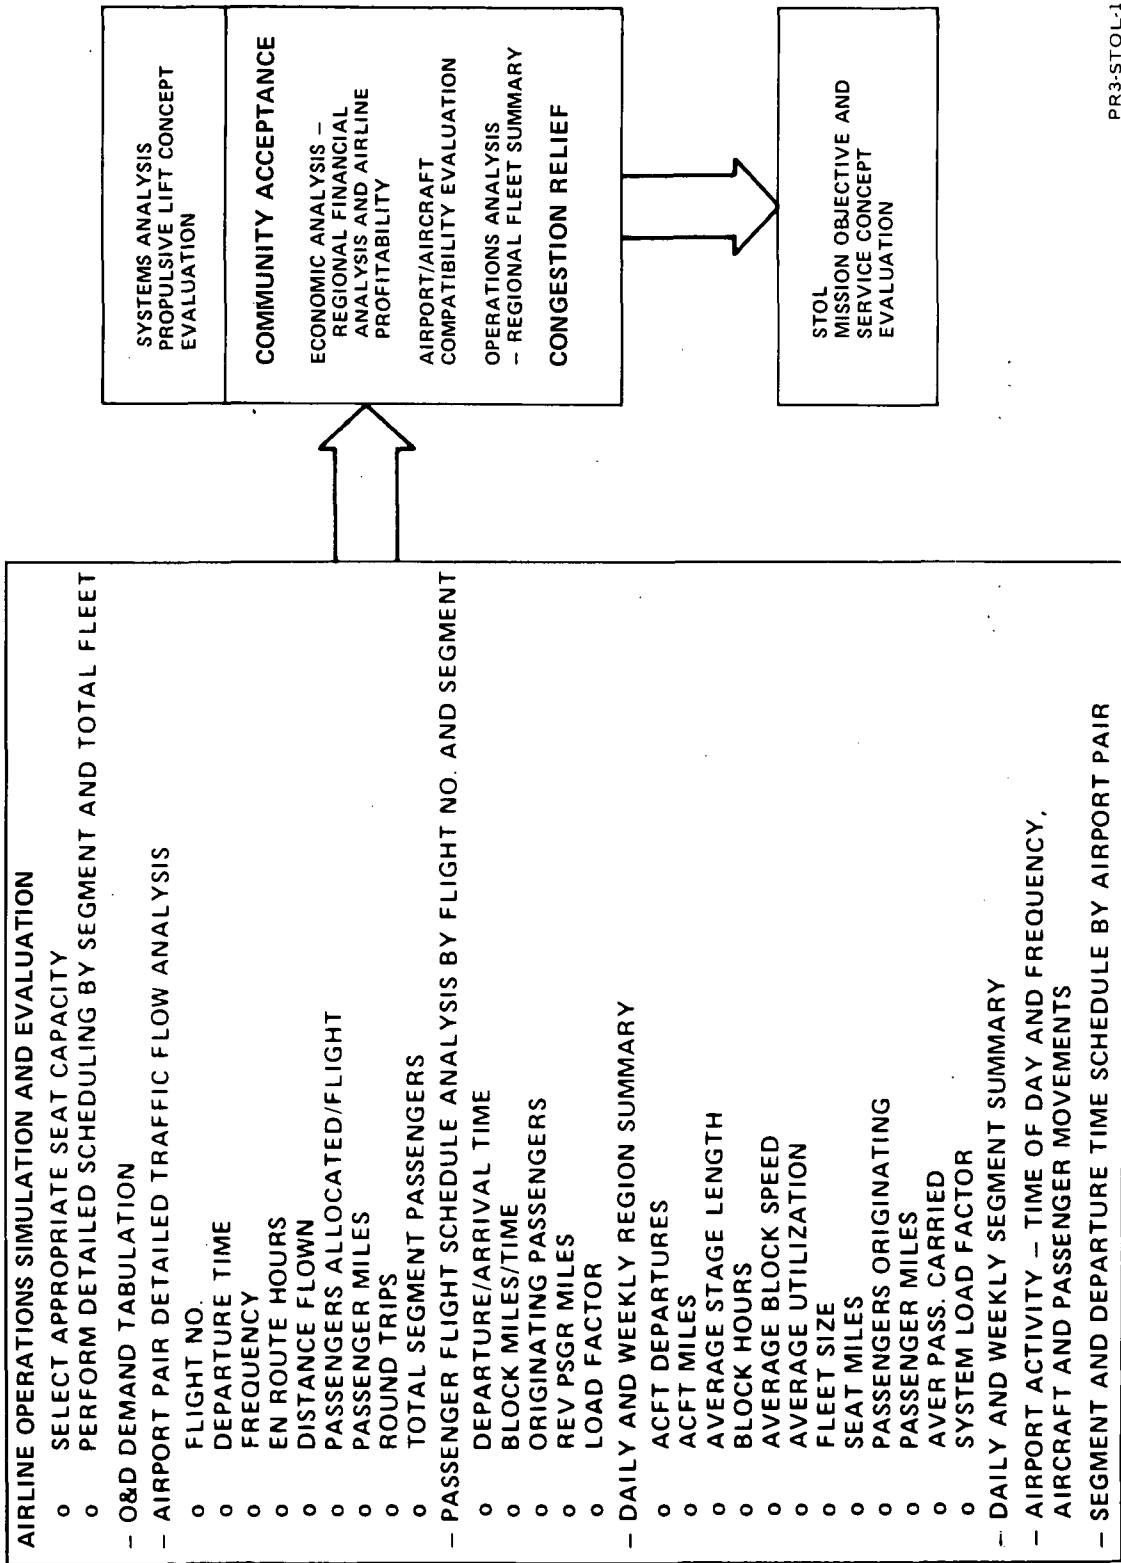 AIRLINE OPERATIONS SIMULATION AND EVALUATION
o SELECT APPROPRIATE SEAT CAPACITY
o PERFORM DETAILED SCHEDULING BY SEGMENT AND TOTAL FLEET
– O&D DEMAND TABULATION
– AIRPORT PAIR DETAILED TRAFFIC FLOW ANALYSIS
o FLIGHT NO.
o DEPARTURE TIME
o FREQUENCY
o EN ROUTE HOURS
o DISTANCE FLOWN
o PASSENGERS ALLOCATED/FLIGHT
o PASSENGER MILES
o ROUND TRIPS
o TOTAL SEGMENT PASSENGERS
– PASSENGER FLIGHT SCHEDULE ANALYSIS BY FLIGHT NO. AND SEGMENT
o DEPARTURE/ARRIVAL TIME
o BLOCK MILES/TIME
o ORIGINATING PASSENGERS
o REV PSGR MILES
o LOAD FACTOR
– DAILY AND WEEKLY REGION SUMMARY
o ACFT DEPARTURES
o ACFT MILES
o AVERAGE STAGE LENGTH
o BLOCK HOURS
o AVERAGE BLOCK SPEED
o AVERAGE UTILIZATION
o FLEET SIZE
o SEAT MILES
o PASSENGERS ORIGINATING
o PASSENGER MILES
o AVER PASS. CARRIED
o SYSTEM LOAD FACTOR
– DAILY AND WEEKLY SEGMENT SUMMARY
– AIRPORT ACTIVITY – TIME OF DAY AND FREQUENCY,
AIRCRAFT AND PASSENGER MOVEMENTS
– SEGMENT AND DEPARTURE TIME SCHEDULE BY AIRPORT PAIR
SYSTEMS ANALYSIS
PROPULSIVE LIFT CONCEPT
EVALUATION
COMMUNITY ACCEPTANCE
ECONOMIC ANALYSIS –
REGIONAL FINANCIAL
ANALYSIS AND AIRLINE
PROFITABILITY
AIRPORT/AIRCRAFT
COMPATIBILITY EVALUATION
OPERATIONS ANALYSIS
– REGIONAL FLEET SUMMARY
CONGESTION RELIEF
STOL
MISSION OBJECTIVE AND
SERVICE CONCEPT
EVALUATION
PR3-STOL-1